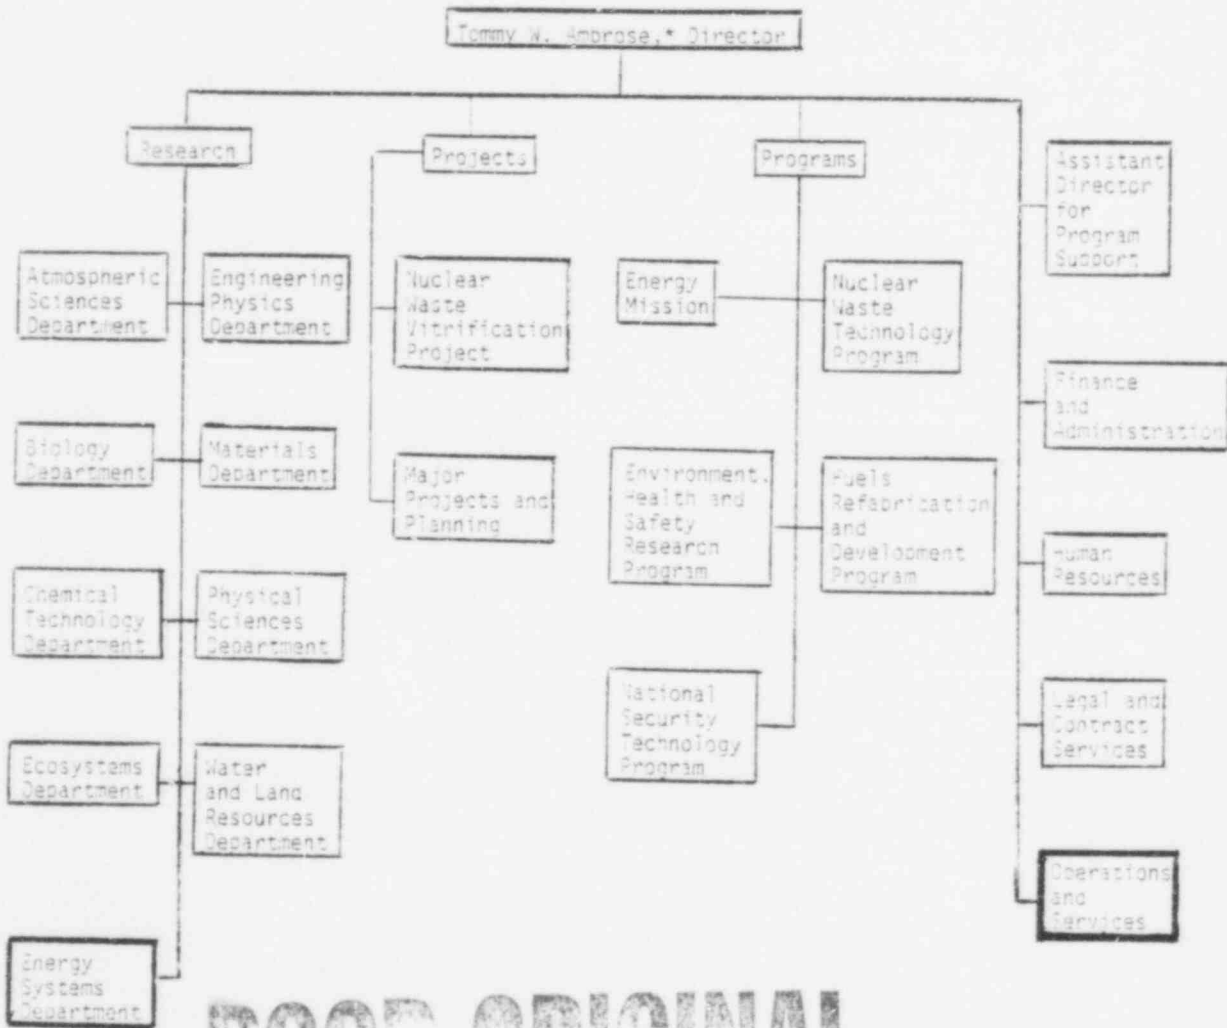 Tommy W. Ambrose,* Director
Research
Projects
Programs
Assistant
Director
for
Program
Support
Atmospheric
Sciences
Department
Engineering
Physics
Department
Nuclear
Waste
Vitrification
Project
Energy
Mission
Nuclear
Waste
Technology
Program
Finance
and
Administration
Biology
Department
Materials
Department
Major
Projects and
Planning
Environment,
Health and
Safety
Research
Program
Fuels
Refabrication
and
Development
Program
Human
Resources
Chemical
Technology
Department
Physical
Sciences
Department
National
Security
Technology
Program
Legal and
Contract
Services
Ecosystems
Department
Water
and Land
Resources
Department
Operations
and
Services
Energy
Systems
Department
POOR ORIGINAL